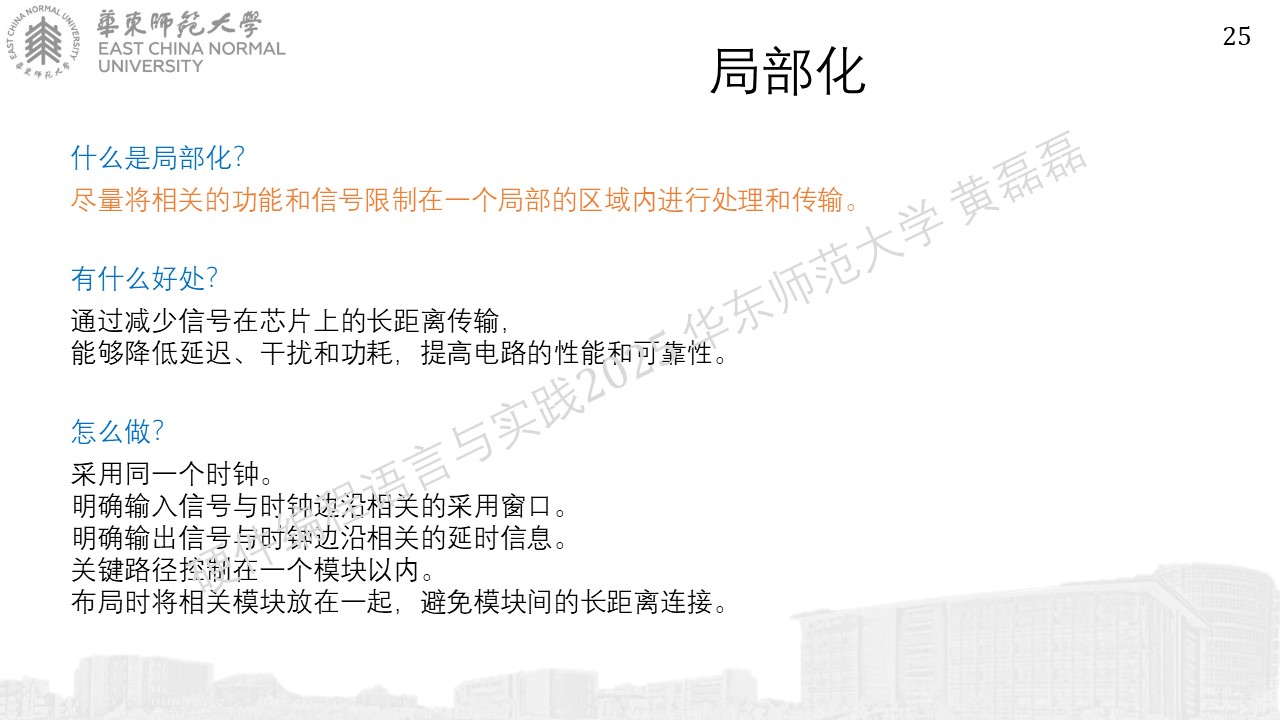 EAST CHINA NORMAL UNIVERSITY
華東師范大學
華東師范大學
EAST CHINA NORMAL
UNIVERSITY
25
局部化
什么是局部化？
尽量将相关的功能和信号限制在一个局部的区域内进行处理和传输。
有什么好处？
通过减少信号在芯片上的长距离传输，
能够降低延迟、干扰和功耗，提高电路的性能和可靠性。
怎么做？
采用同一个时钟。
明确输入信号与时钟边沿相关的采用窗口。
明确输出信号与时钟边沿相关的延时信息。
关键路径控制在一个模块以内。
布局时将相关模块放在一起，避免模块间的长距离连接。
硬件编程语言与实践2025 华东师范大学 黄磊磊